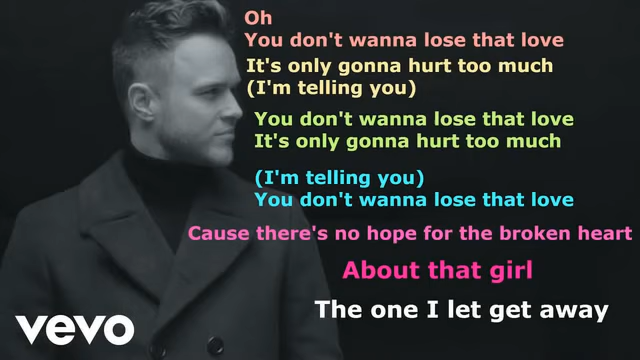 Oh
You don't wanna lose that love
It's only gonna hurt too much
(I'm telling you)
You don't wanna lose that love
It's only gonna hurt too much
(I'm telling you)
You don't wanna lose that love
Cause there's no hope for the broken heart
About that girl
The one I let get away
vevo